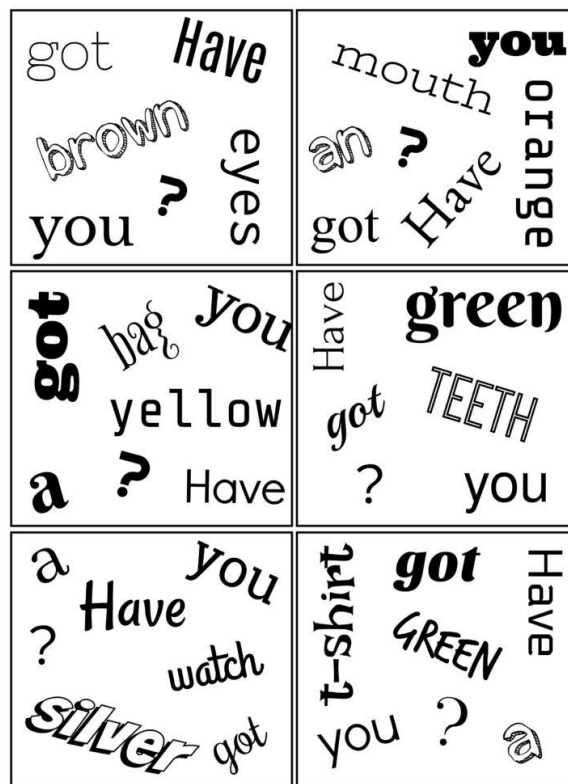 got
Have
brown
eyes
?
you
you
mouth
orange
an
?
Have
got
got
bag
you
yellow
a
?
Have
Have
green
got
TEETH
?
you
a
you
Have
?
watch
silver
got
t-shirt
got
Have
GREEN
you
?
a